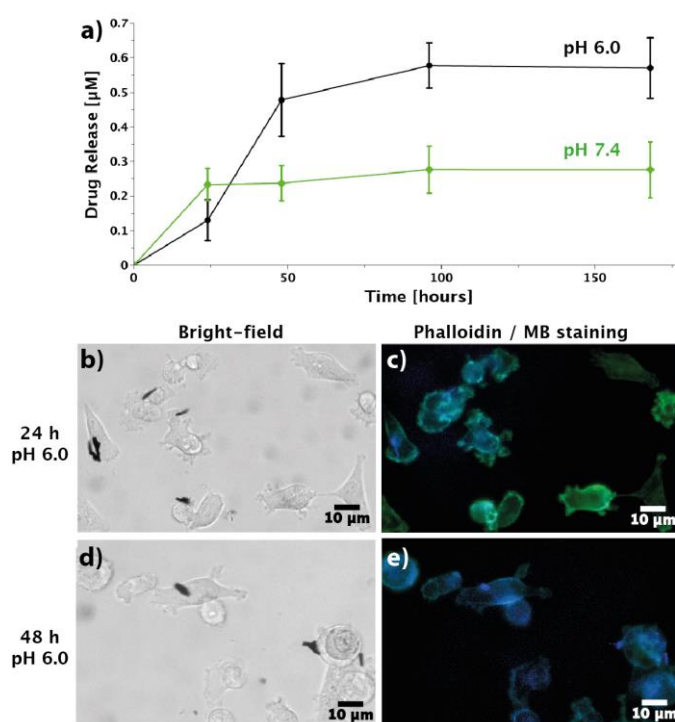 a)
0.7
0.6
0.5
0.4
0.3
0.2
0.1
0
Drug Release [µM]
pH 6.0
pH 7.4
0
50
100
150
Time [hours]
Bright-field
Phalloidin / MB staining
24 h
pH 6.0
b)
10 µm
c)
10 µm
48 h
pH 6.0
d)
10 µm
e)
10 µm